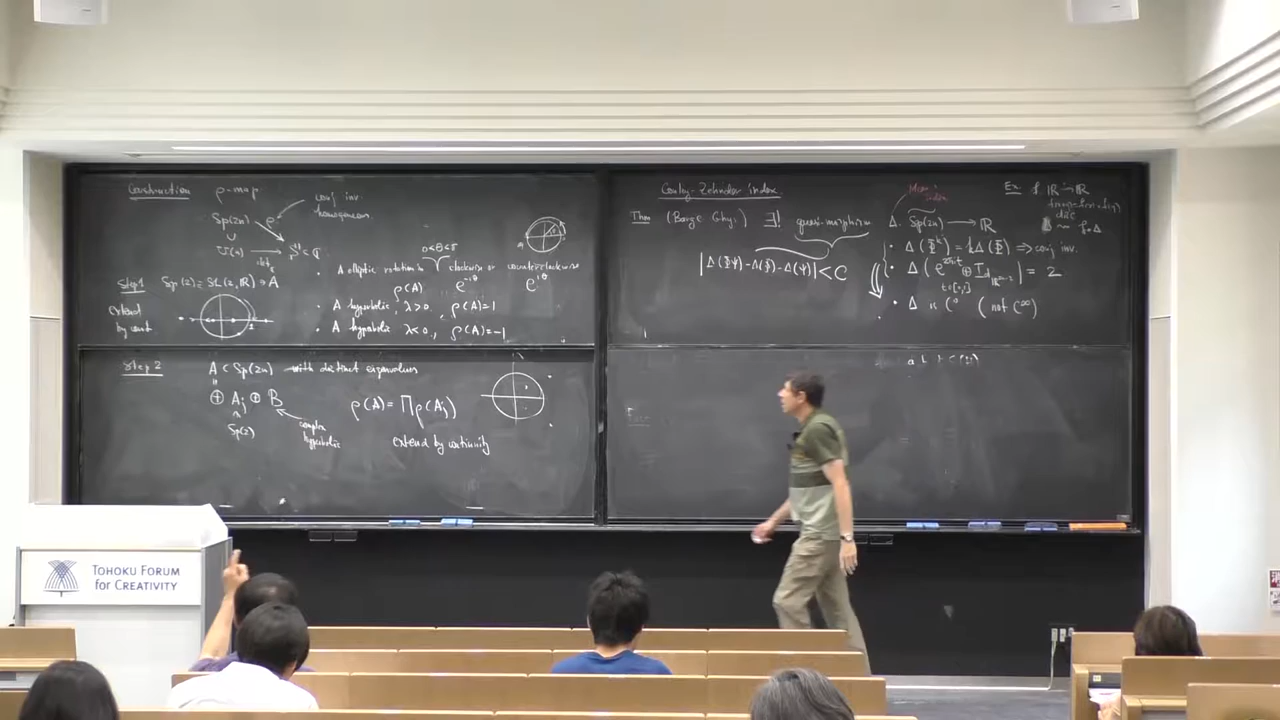 Construction ρ-map
conj inv.
homogeneous
Sp(2n) ρ
∪
U(n) → S¹ ⊂ ℂ
det
Step 1 Sp(2) = SL(2, ℝ) ∋ A
extend
by cont
0<θ<π
• A elliptic rotation in clockwise or counterclockwise
ρ(A) e^{-iθ} e^{iθ}
• A hyperbolic, λ>0, ρ(A)=1
• A hyperbolic λ<0, ρ(A)=-1
Step 2 A ∈ Sp(2n) with distinct eigenvalues
"
⊕ A_j ⊕ B
Sp(2)
complex
hyperbolic
ρ(A) = ∏ρ(A_j)
extend by continuity
Conley-Zehnder index
Thm (Barge Ghys) ∃! quasi-morphism Δ: Sp(2n) → ℝ
|Δ(ΦΨ)-Δ(Φ)-Δ(Ψ)| < C
• Δ(Φ^k) = kΔ(Φ) ⇒ conj inv.
• Δ(e^{2πit} ⊕ Id_{ℝ^{2n-2}}) = 2
t∈[0,1]
• Δ is C⁰ (not C^∞)
Ex f ℝ→ℝ
TOHOKU FORUM
for CREATIVITY